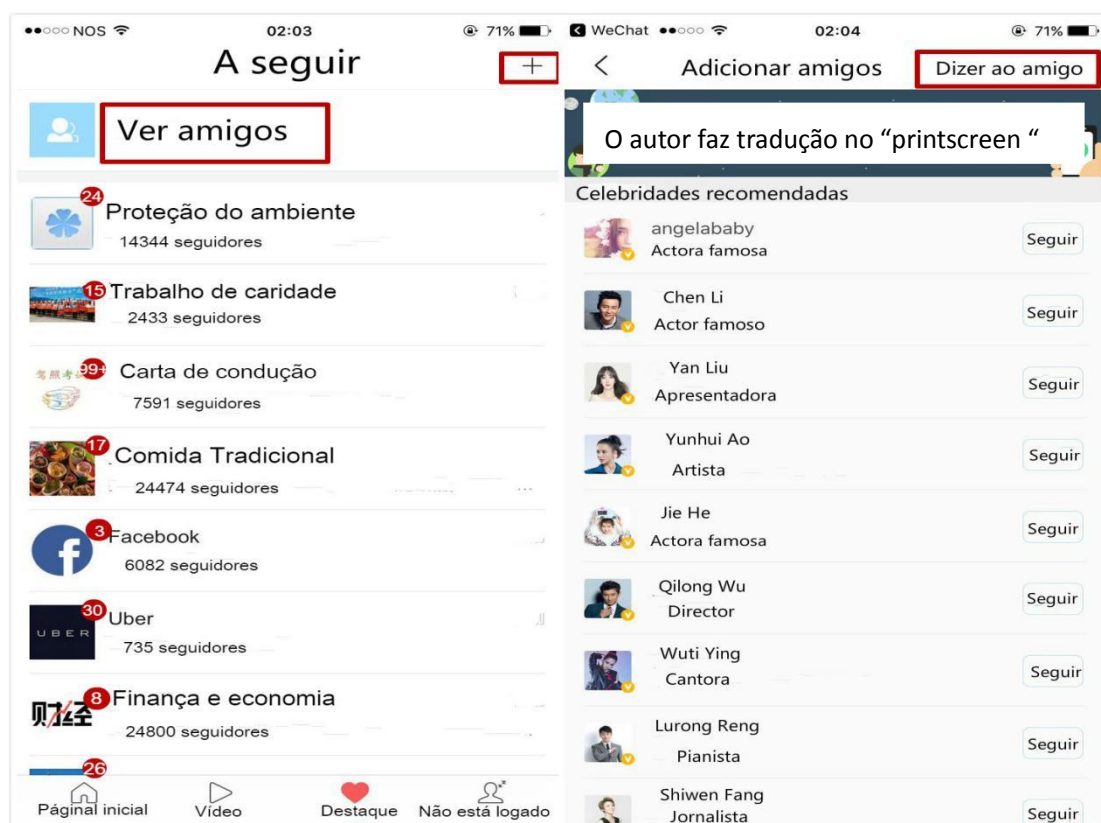 NOS 02:03 71%
A seguir +
Ver amigos
24
Proteção do ambiente
14344 seguidores
15
Trabalho de caridade
2433 seguidores
99+
驾照考
Carta de condução
7591 seguidores
17
Comida Tradicional
24474 seguidores
3
Facebook
6082 seguidores
30
UBER
Uber
735 seguidores
8
财经
Finança e economia
24800 seguidores
26
Páginal inicial Vídeo Destaque Não está logado
WeChat 02:04 71%
< Adicionar amigos Dizer ao amigo
O autor faz tradução no “printscreen “
Celebridades recomendadas
angelababy
Actora famosa
Seguir
Chen Li
Actor famoso
Seguir
Yan Liu
Apresentadora
Seguir
Yunhui Ao
Artista
Seguir
Jie He
Actora famosa
Seguir
Qilong Wu
Director
Seguir
Wuti Ying
Cantora
Seguir
Lurong Reng
Pianista
Seguir
Shiwen Fang
Jornalista
Seguir